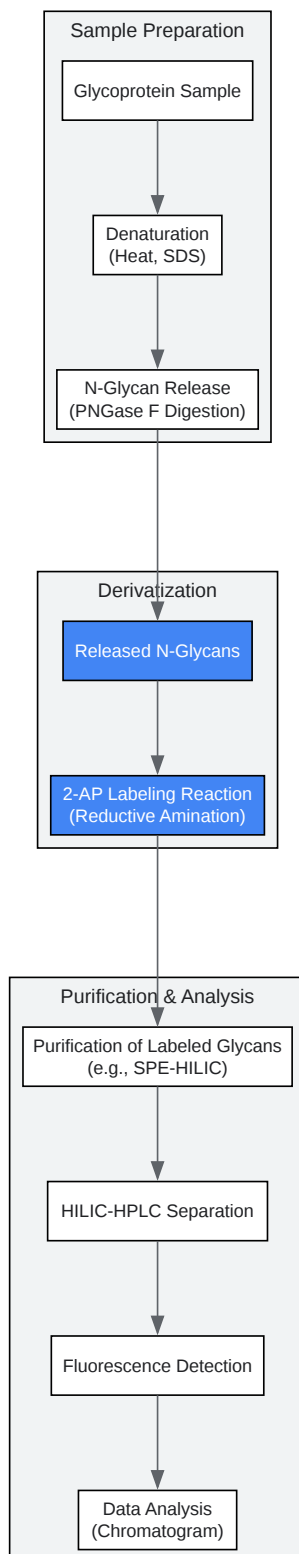 Sample Preparation
Glycoprotein Sample
Denaturation
(Heat, SDS)
N-Glycan Release
(PNGase F Digestion)
Derivatization
Released N-Glycans
2-AP Labeling Reaction
(Reductive Amination)
Purification & Analysis
Purification of Labeled Glycans
(e.g., SPE-HILIC)
HILIC-HPLC Separation
Fluorescence Detection
Data Analysis
(Chromatogram)